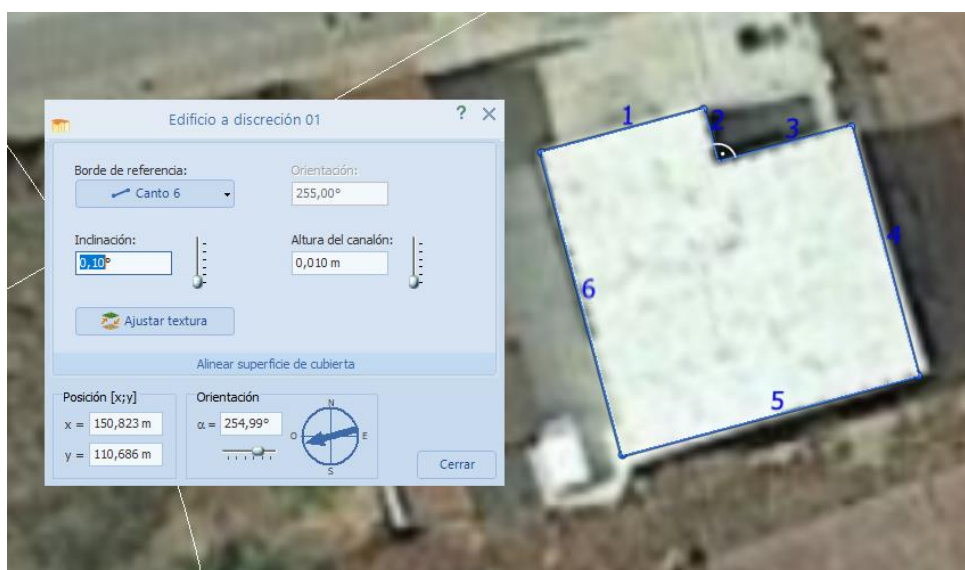 Edificio a discreción 01
?
Borde de referencia:
Orientación:
Canto 6
255,00°
Inclinación:
Altura del canalón:
0,10°
0,010 m
Ajustar textura
Alinear superficie de cubierta
Posición [x;y]
Orientación
x = 150,823 m
α = 254,99°
y = 110,686 m
N
O
E
S
Cerrar
1
2
3
4
5
6